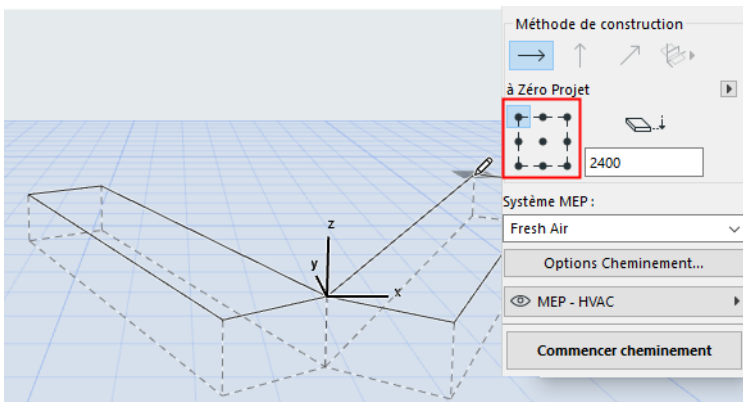 Méthode de construction
à Zéro Projet
2400
Système MEP :
Fresh Air
Options Cheminement...
MEP - HVAC
Commencer cheminement
z
y
x